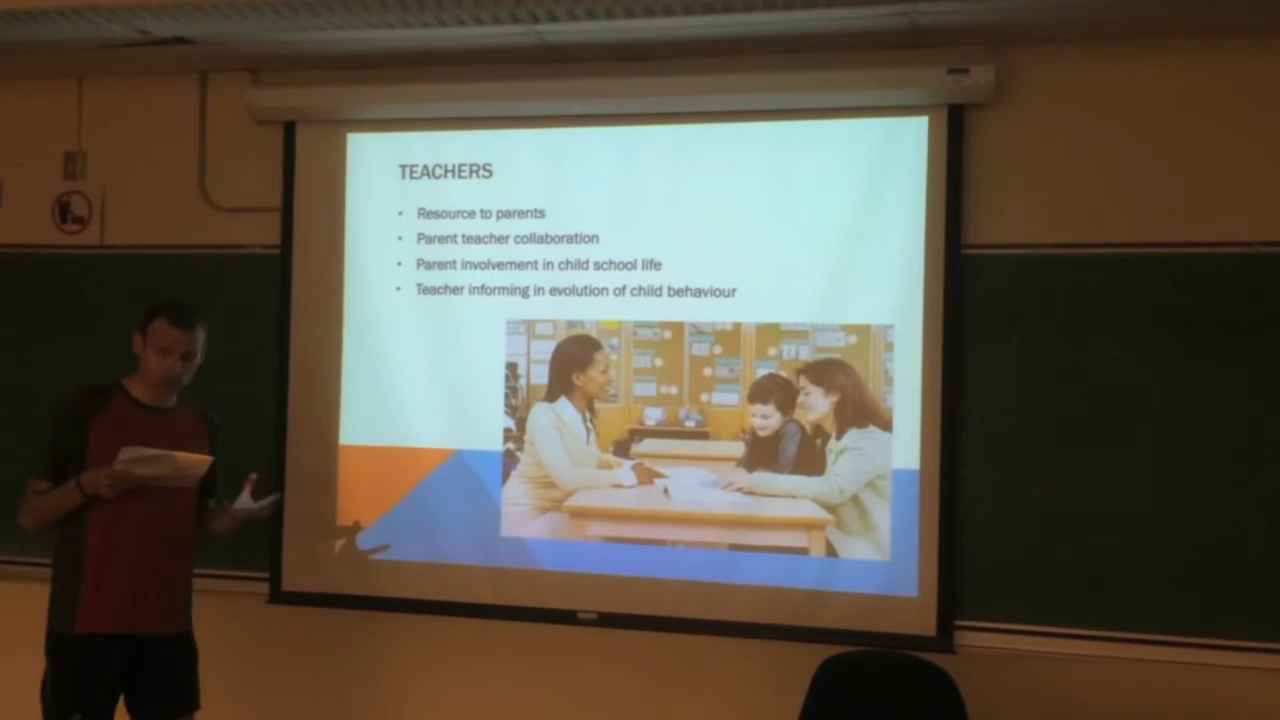 TEACHERS
• Resource to parents
• Parent teacher collaboration
• Parent involvement in child school life
• Teacher informing in evolution of child behaviour